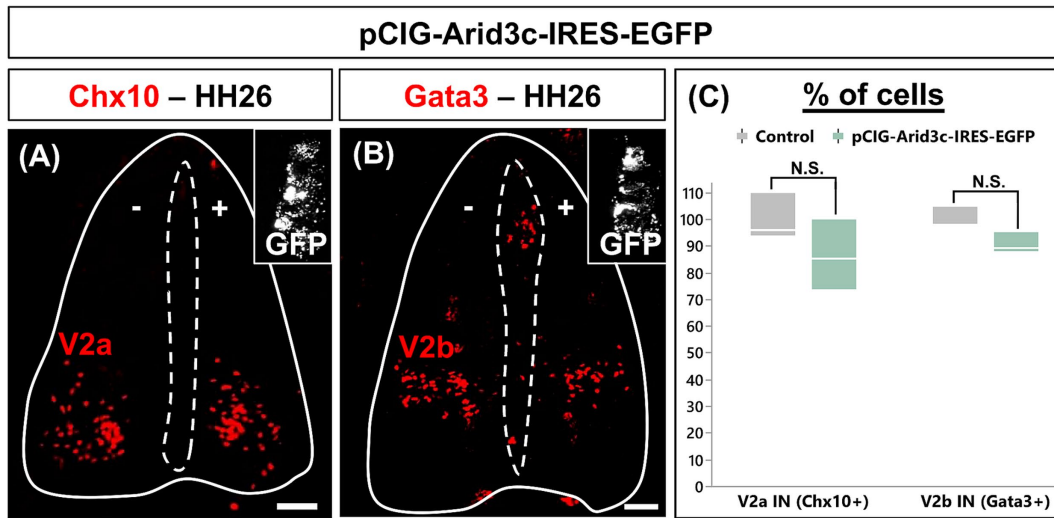 pCIG-Arid3c-IRES-EGFP
Chx10 – HH26
Gata3 – HH26
(A)
-
+
GFP
V2a
(B)
-
+
GFP
V2b
(C)
% of cells
Control
pCIG-Arid3c-IRES-EGFP
N.S.
N.S.
110
100
90
80
70
60
50
40
30
20
10
0
V2a IN (Chx10+)
V2b IN (Gata3+)